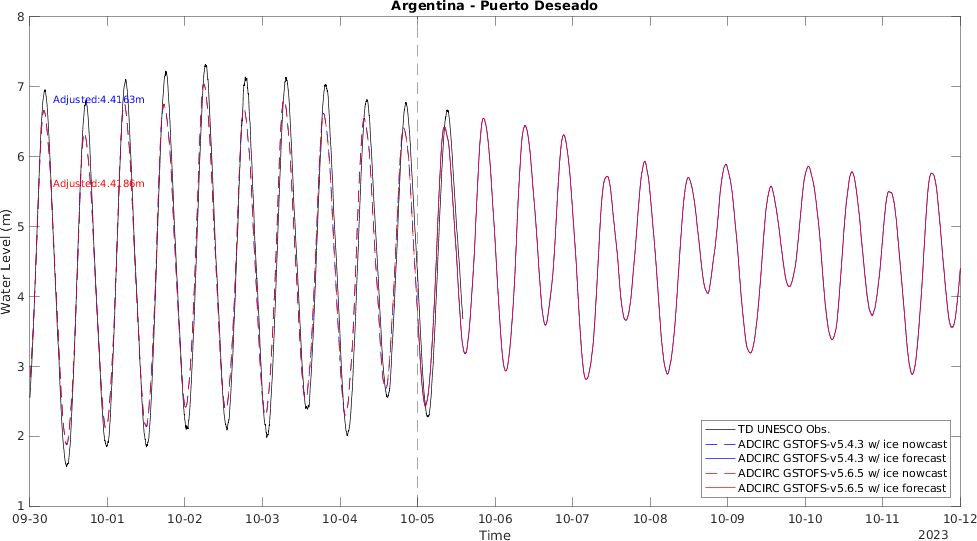 Argentina - Puerto Deseado
8
7
6
5
4
3
2
1
Water Level (m)
Adjusted:4.4163m
Adjusted:4.4186m
TD UNESCO Obs.
ADCIRC GSTOFS-v5.4.3 w/ ice nowcast
ADCIRC GSTOFS-v5.4.3 w/ ice forecast
ADCIRC GSTOFS-v5.6.5 w/ ice nowcast
ADCIRC GSTOFS-v5.6.5 w/ ice forecast
09-30 10-01 10-02 10-03 10-04 10-05 10-06 10-07 10-08 10-09 10-10 10-11 10-12
Time
2023